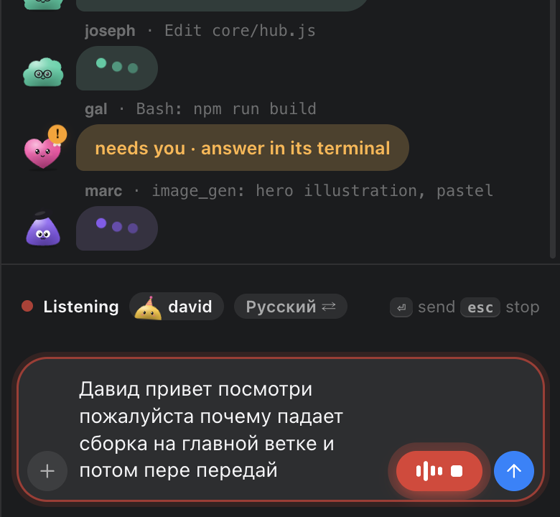 joseph · Edit core/hub.js
gal · Bash: npm run build
!
needs you · answer in its terminal
marc · image_gen: hero illustration, pastel
Listening david Русский ⇄ ⏎ send esc stop
Давид привет посмотри
пожалуйста почему падает
сборка на главной ветке и
потом пере передай